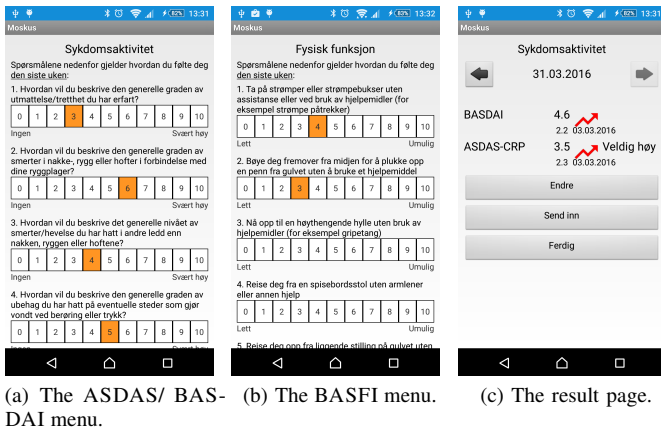 82% 13:31
Moskus
Sykdomsaktivitet
Spørsmålene nedenfor gjelder hvordan du følte deg
den siste uken:
1. Hvordan vil du beskrive den generelle graden av
utmattelse/tretthet du har erfart?
0 1 2 3 4 5 6 7 8 9 10
Ingen Svært høy
2. Hvordan vil du beskrive den generelle graden av
smerter i nakke-, rygg eller hofter i forbindelse med
dine ryggplager?
0 1 2 3 4 5 6 7 8 9 10
Ingen Svært høy
3. Hvordan vil du beskrive det generelle nivået av
smerter/hevelse du har hatt i andre ledd enn
nakken, ryggen eller hoftene?
0 1 2 3 4 5 6 7 8 9 10
Ingen Svært høy
4. Hvordan vil du beskrive den generelle graden av
ubehag du har hatt på eventuelle steder som gjør
vondt ved berøring eller trykk?
0 1 2 3 4 5 6 7 8 9 10
(a) The ASDAS/ BAS-
DAI menu.
83% 13:32
Moskus
Fysisk funksjon
Spørsmålene nedenfor gjelder hvordan du følte deg
den siste uken:
1. Ta på strømper eller strømpebukser uten
assistanse eller ved bruk av hjelpemidler (for
eksempel strømpe påtrekker)
0 1 2 3 4 5 6 7 8 9 10
Lett Umulig
2. Bøye deg fremover fra midjen for å plukke opp
en penn fra gulvet uten å bruke et hjelpemiddel
0 1 2 3 4 5 6 7 8 9 10
Lett Umulig
3. Nå opp til en høythengende hylle uten bruk av
hjelpemidler (for eksempel gripetang)
0 1 2 3 4 5 6 7 8 9 10
Lett Umulig
4. Reise deg fra en spisebordsstol uten armlener
eller annen hjelp
0 1 2 3 4 5 6 7 8 9 10
Lett Umulig
5. Reise deg opp fra liggende stilling på gulvet uten
(b) The BASFI menu.
82% 13:31
Moskus
Sykdomsaktivitet
31.03.2016
BASDAI 4.6
2.2 03.03.2016
ASDAS-CRP 3.5 Veldig høy
2.3 03.03.2016
Endre
Send inn
Ferdig
(c) The result page.